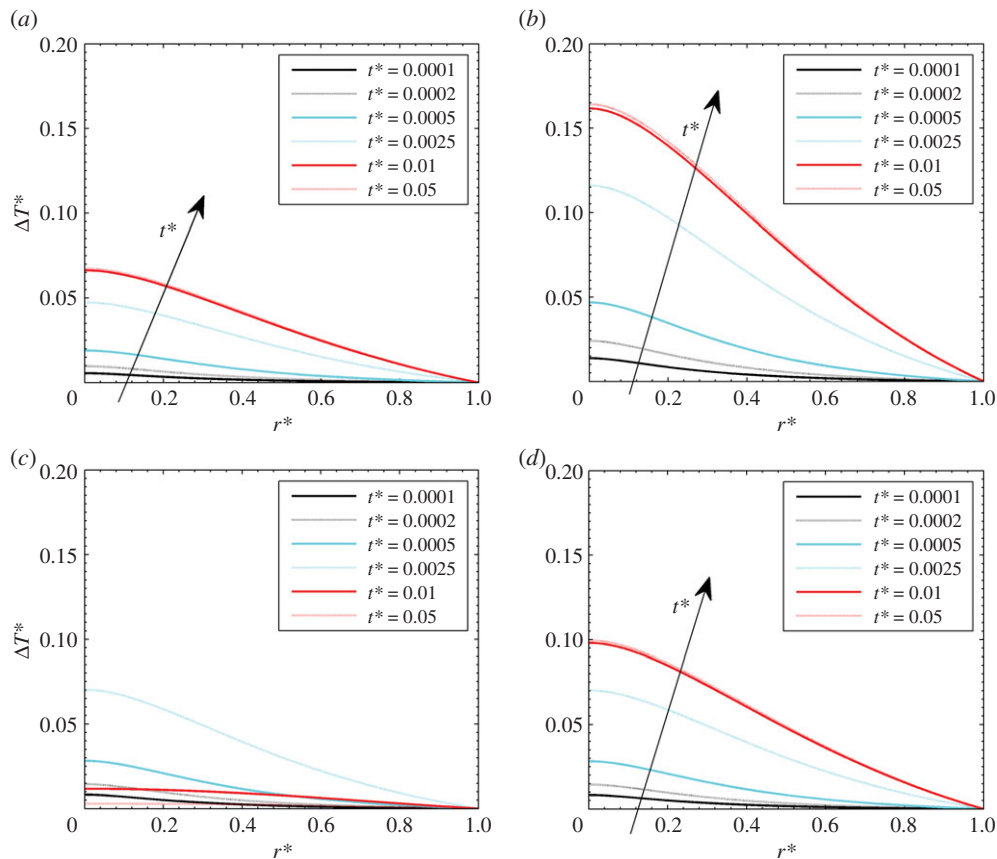 (a)
0.20
0.15
0.10
0.05
ΔT*
t* = 0.0001
t* = 0.0002
t* = 0.0005
t* = 0.0025
t* = 0.01
t* = 0.05
t*
0 0.2 0.4 0.6 0.8 1.0
r*
(b)
0.20
0.15
0.10
0.05
t* = 0.0001
t* = 0.0002
t* = 0.0005
t* = 0.0025
t* = 0.01
t* = 0.05
t*
0 0.2 0.4 0.6 0.8 1.0
r*
(c)
0.20
0.15
0.10
0.05
ΔT*
t* = 0.0001
t* = 0.0002
t* = 0.0005
t* = 0.0025
t* = 0.01
t* = 0.05
0 0.2 0.4 0.6 0.8 1.0
r*
(d)
0.20
0.15
0.10
0.05
t* = 0.0001
t* = 0.0002
t* = 0.0005
t* = 0.0025
t* = 0.01
t* = 0.05
t*
0 0.2 0.4 0.6 0.8 1.0
r*